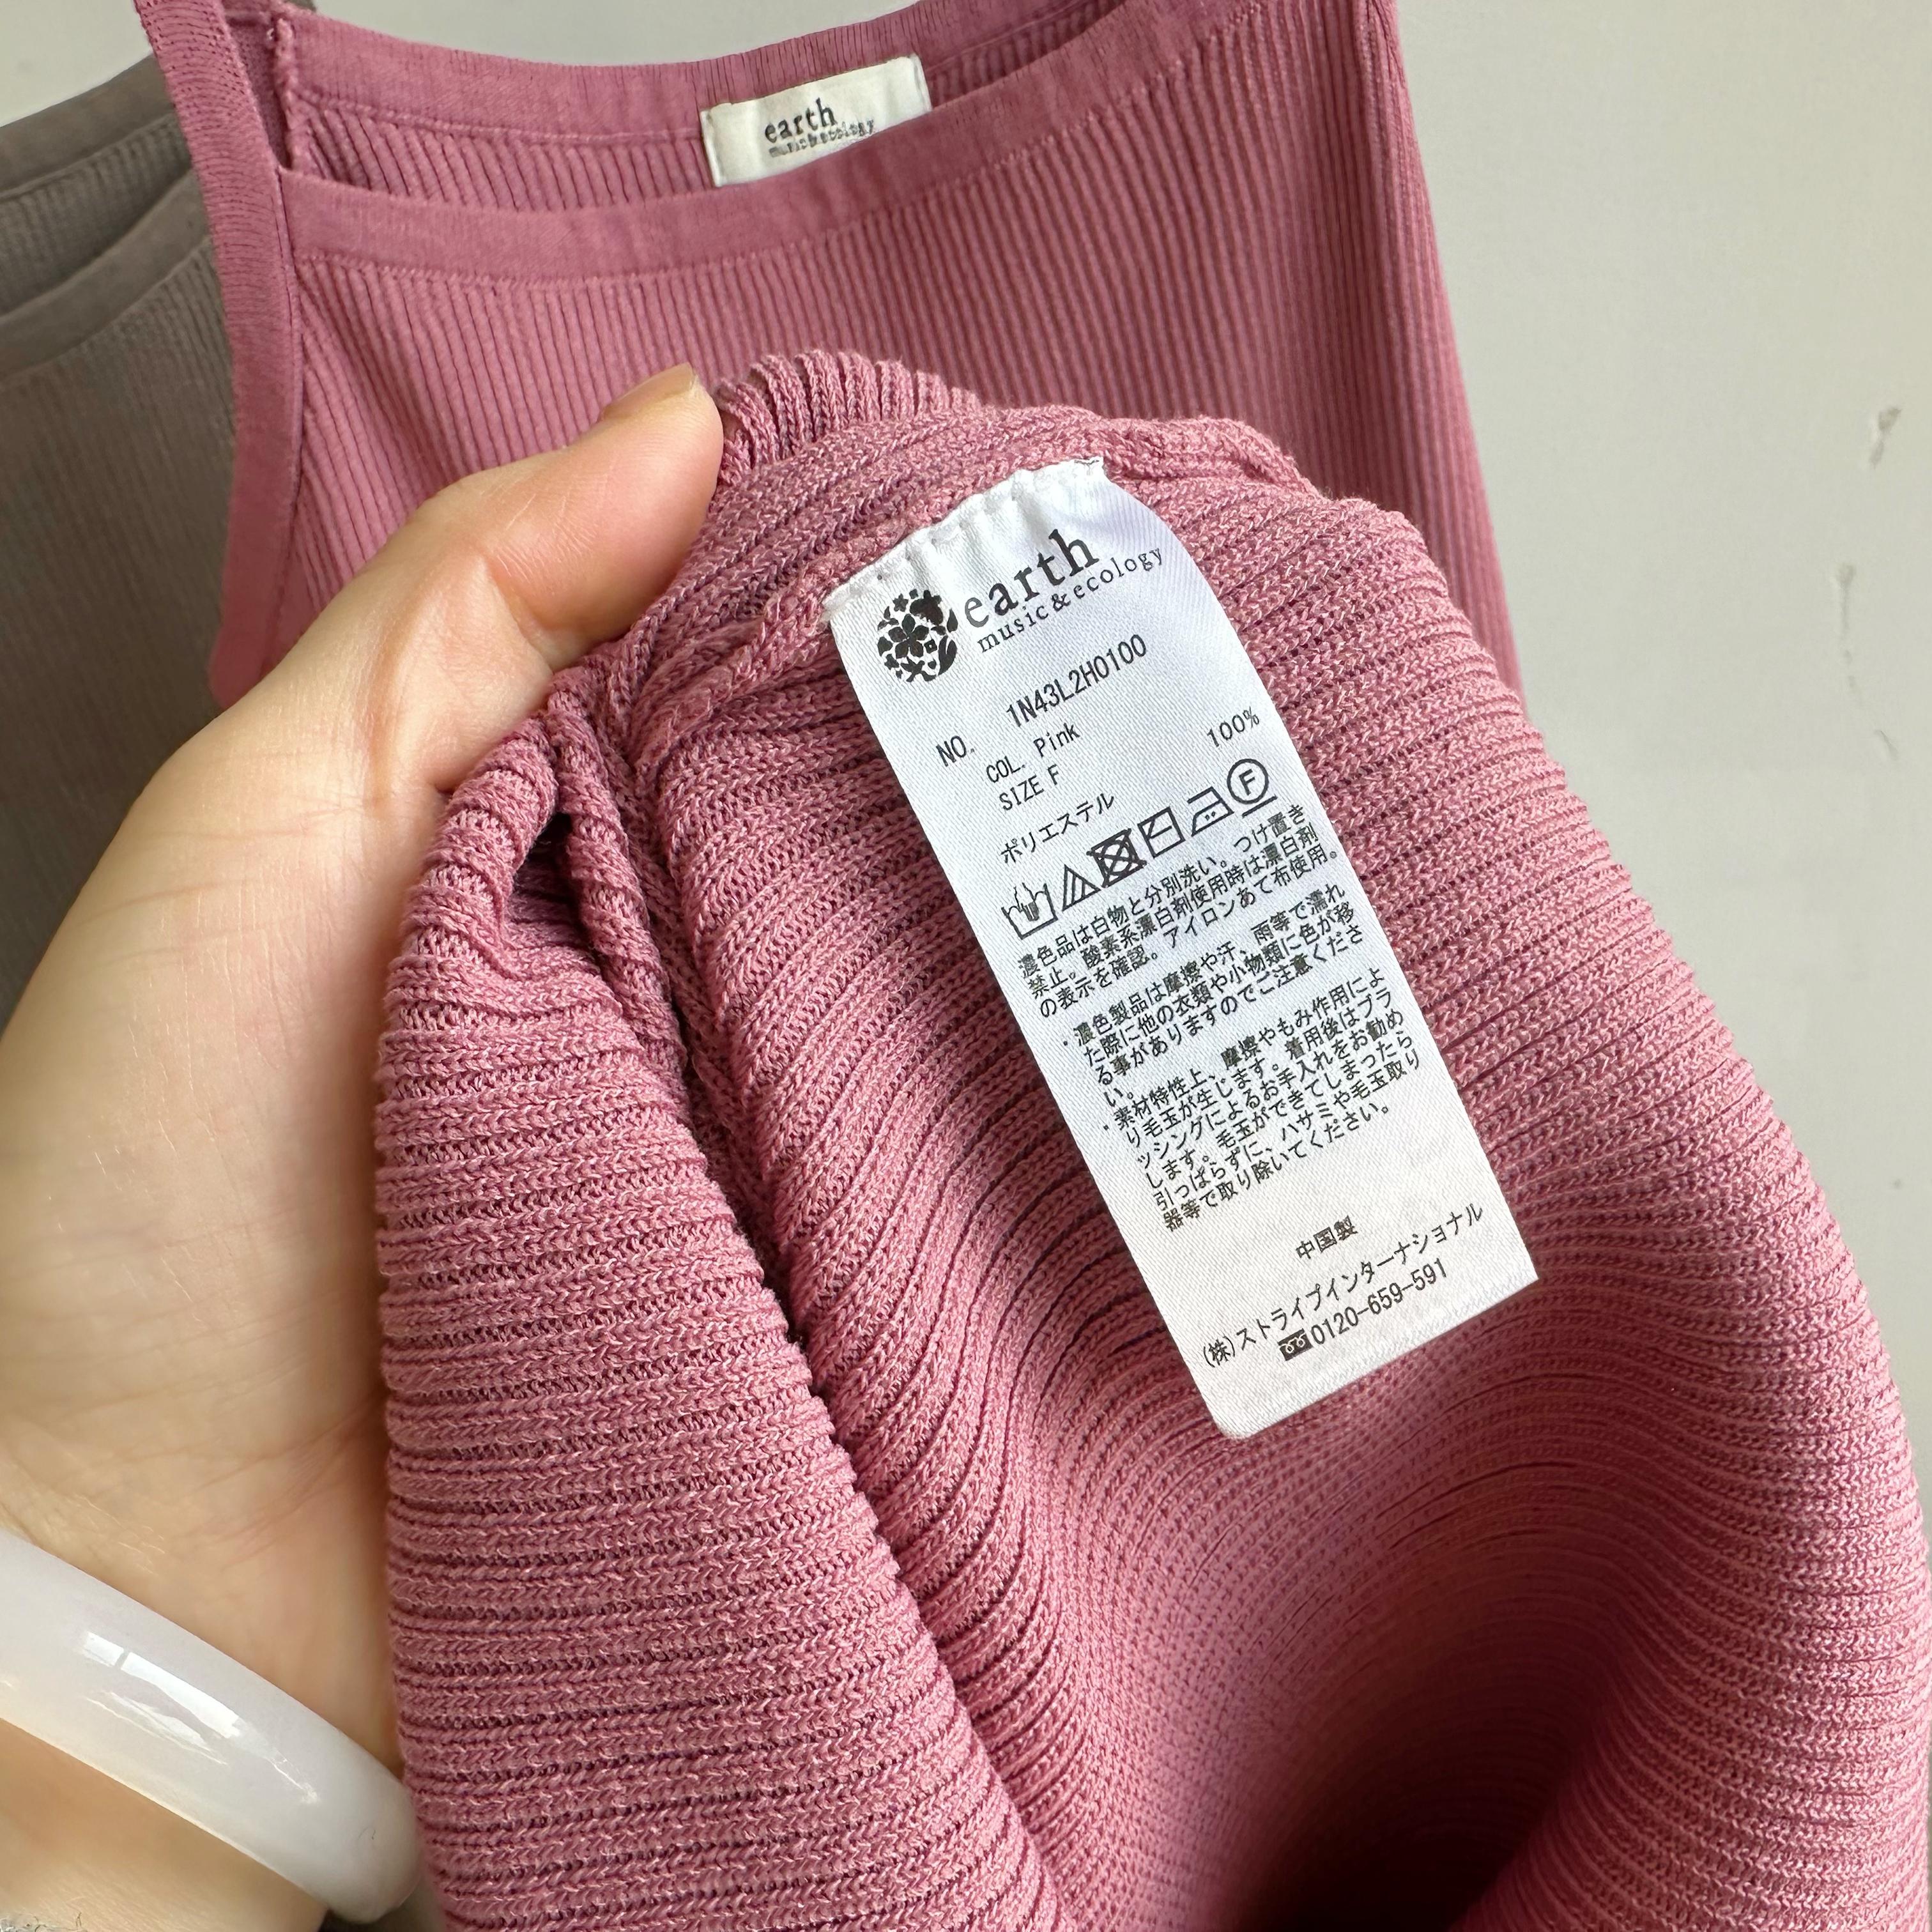 earth
music&ecology
earth
music&ecology
NO. 1N43L2H0100
COL. Pink
SIZE F
ポリエステル 100%
F
濃色品は白物と分別洗い。つけ置き
禁止。酸素系漂白剤使用時は漂白剤
の表示を確認。アイロンあて布使用。
・濃色製品は摩擦や汗、雨等で濡れ
た際に他の衣類や小物類に色が移
る事がありますのでご注意くださ
い。
・素材特性上、摩擦やもみ作用によ
り毛玉が生じます。着用後はブラ
ッシングによるお手入れをお勧め
します。毛玉ができてしまったら
引っぱらずに、ハサミや毛玉取り
器等で取り除いてください。
中国製
(株)ストライプインターナショナル
0120-659-591